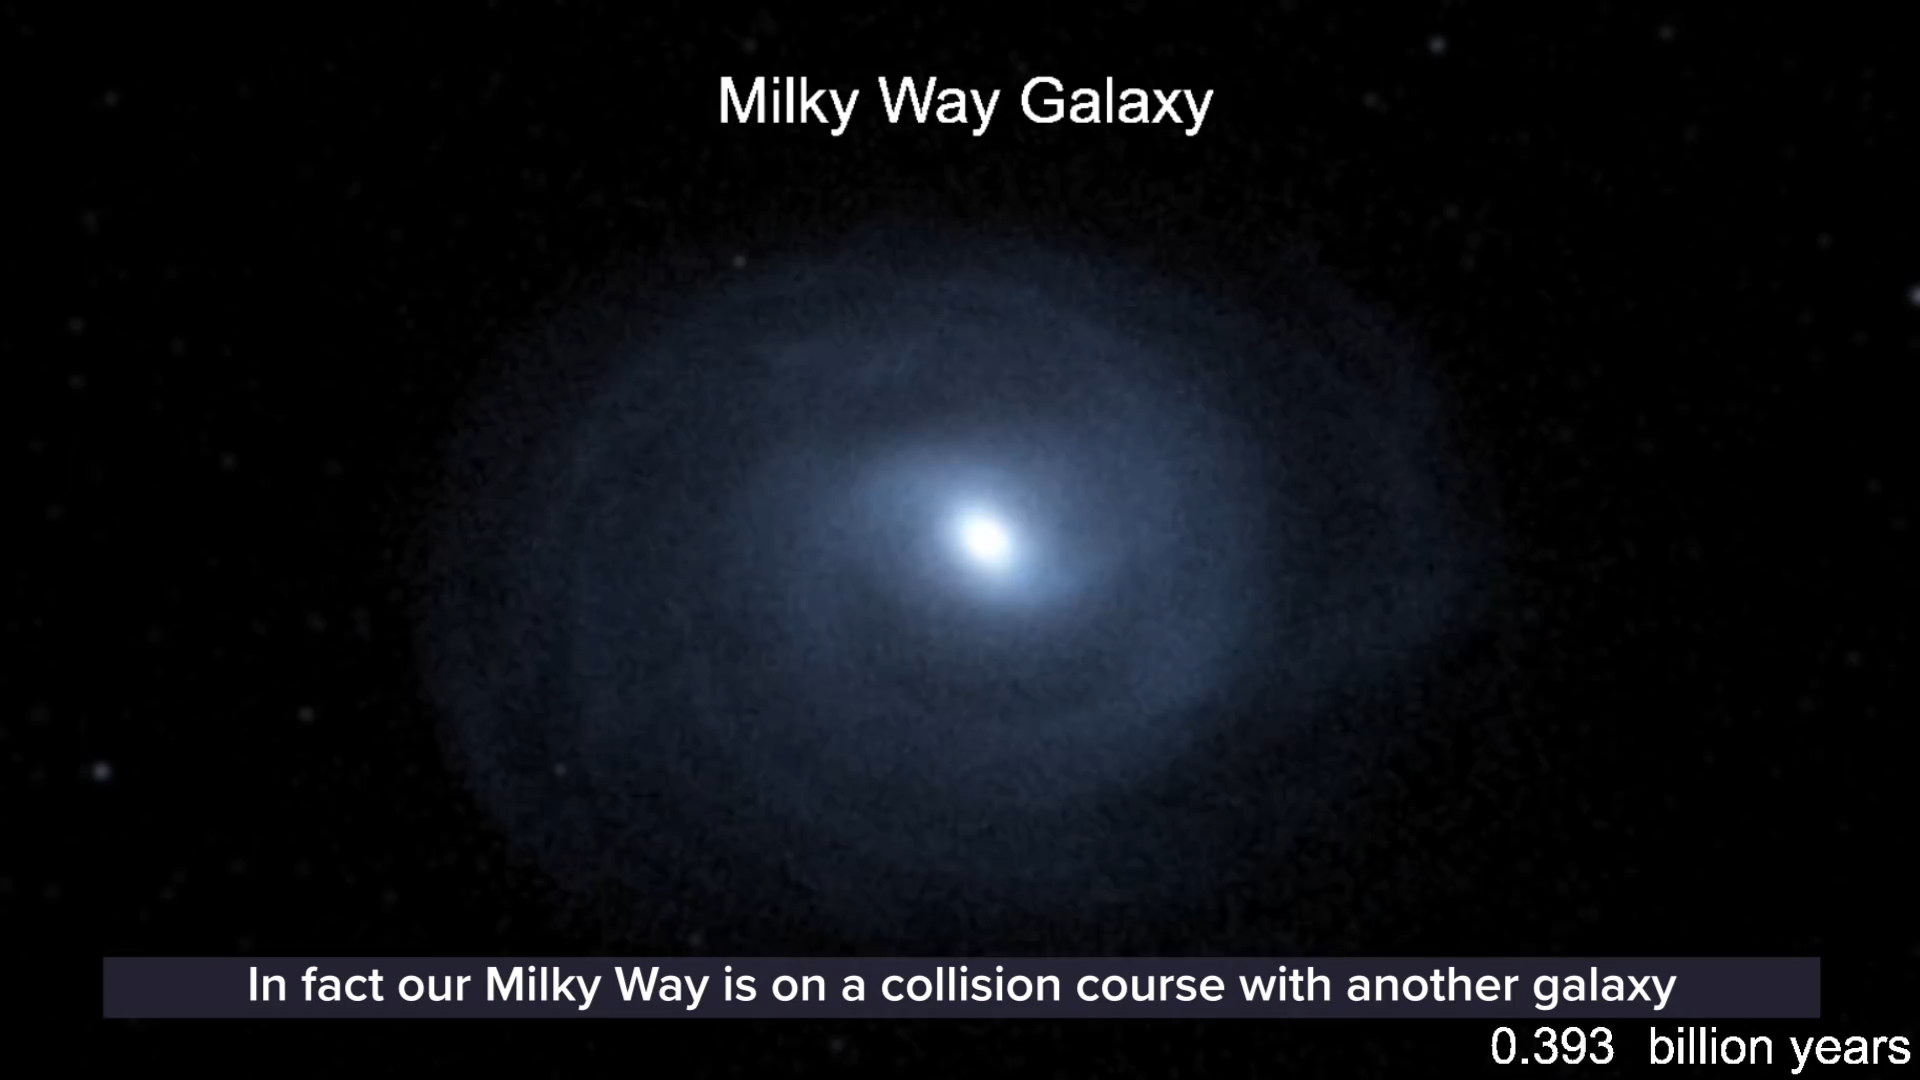 Milky Way Galaxy
In fact our Milky Way is on a collision course with another galaxy
0.393 billion years